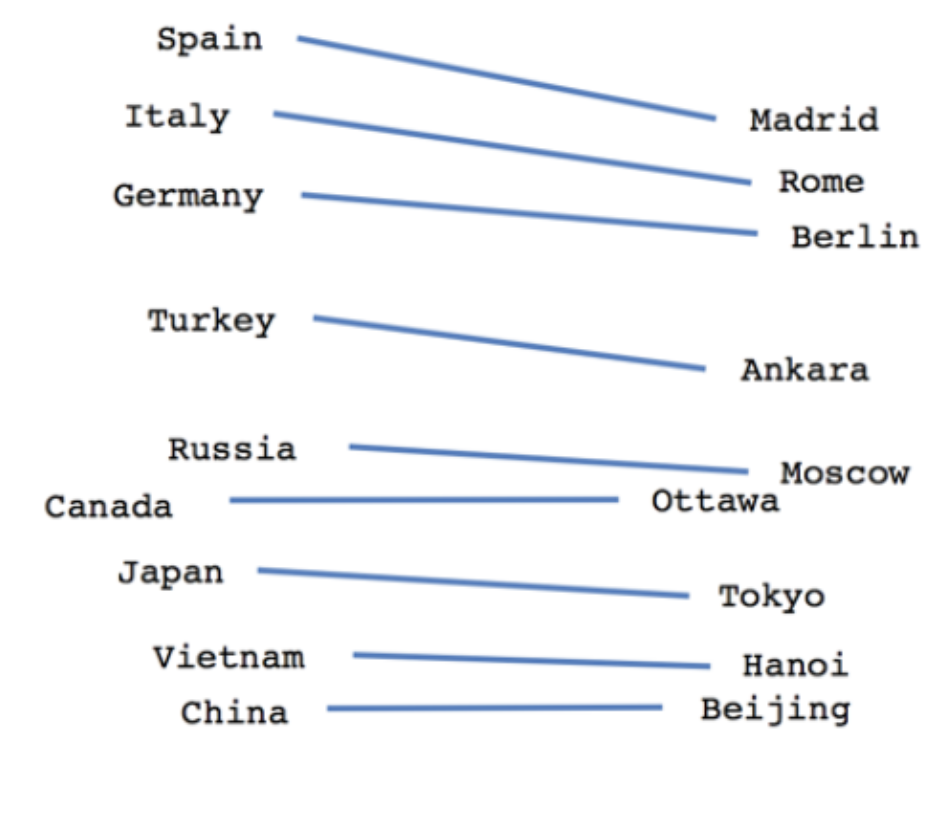 Spain
Madrid
Italy
Rome
Germany
Berlin
Turkey
Ankara
Russia
Moscow
Canada
Ottawa
Japan
Tokyo
Vietnam
Hanoi
China
Beijing